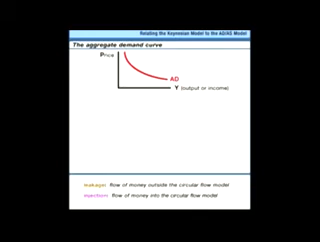 Relating the Keynesian Model to the AD/AS Model
The aggregate demand curve
Price
AD
Y (output or income)
leakage: flow of money outside the circular flow model
injection: flow of money into the circular flow model